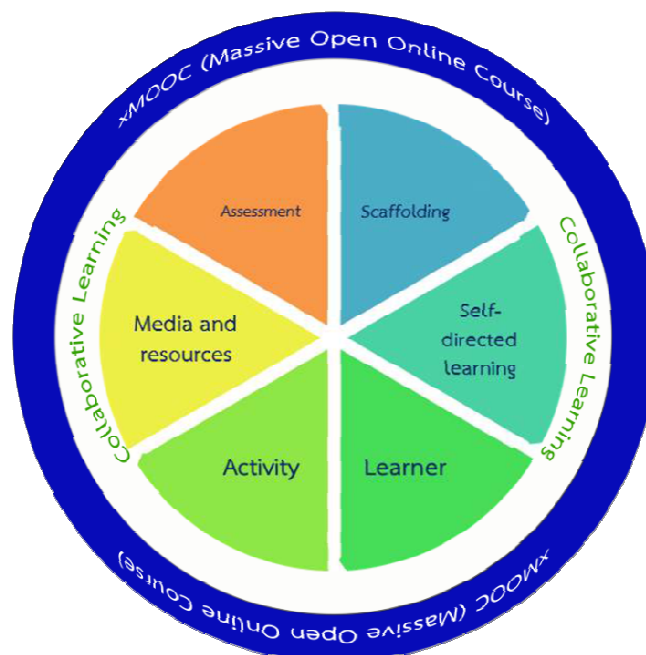 xMOOC (Massive Open Online Course)
Assessment
Scaffolding
Collaborative Learning
Collaborative Learning
Media and
resources
Self-
directed
learning
Activity
Learner
xMOOC (Massive Open Online Course)